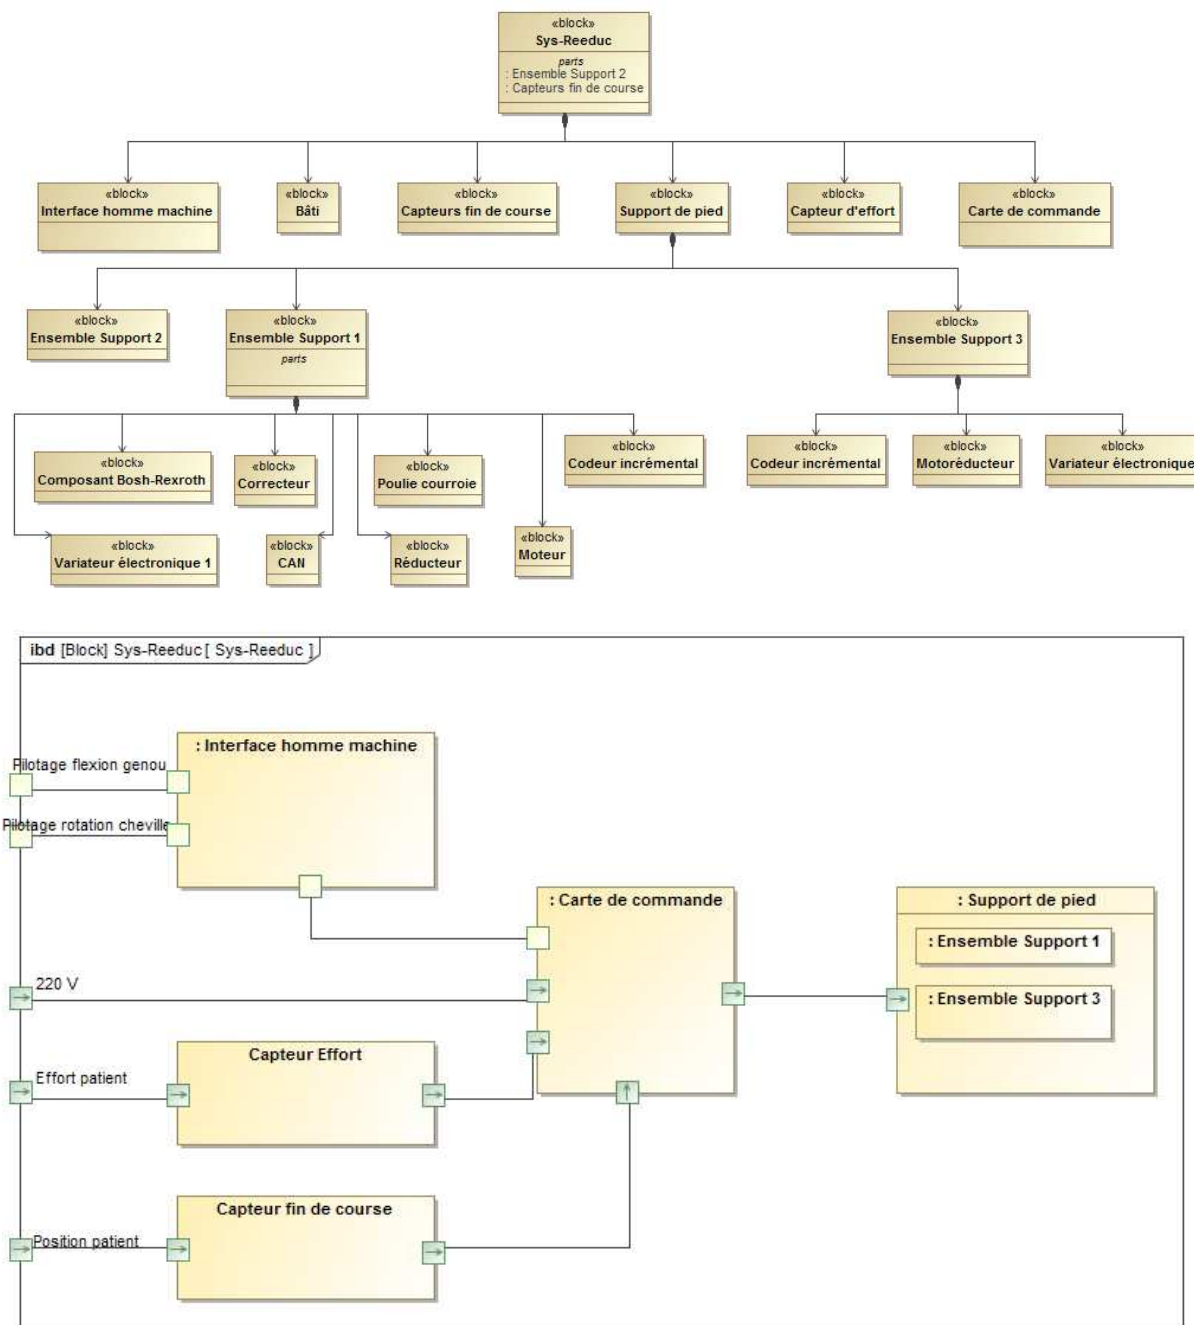 «block»
Sys-Reeduc
parts
: Ensemble Support 2
: Capteurs fin de course
«block»
Interface homme machine
«block»
Bâti
«block»
Capteurs fin de course
«block»
Support de pied
«block»
Capteur d'effort
«block»
Carte de commande
«block»
Ensemble Support 2
«block»
Ensemble Support 1
parts
«block»
Ensemble Support 3
«block»
Composant Bosh-Rexroth
«block»
Correcteur
«block»
Poulie courroie
«block»
Codeur incrémental
«block»
Codeur incrémental
«block»
Motoréducteur
«block»
Variateur électronique
«block»
Variateur électronique 1
«block»
CAN
«block»
Réducteur
«block»
Moteur
ibd [Block] Sys-Reeduc [ Sys-Reeduc ]
: Interface homme machine
Pilotage flexion genou
Pilotage rotation cheville
: Carte de commande
: Support de pied
: Ensemble Support 1
: Ensemble Support 3
220 V
Capteur Effort
Effort patient
Capteur fin de course
Position patient